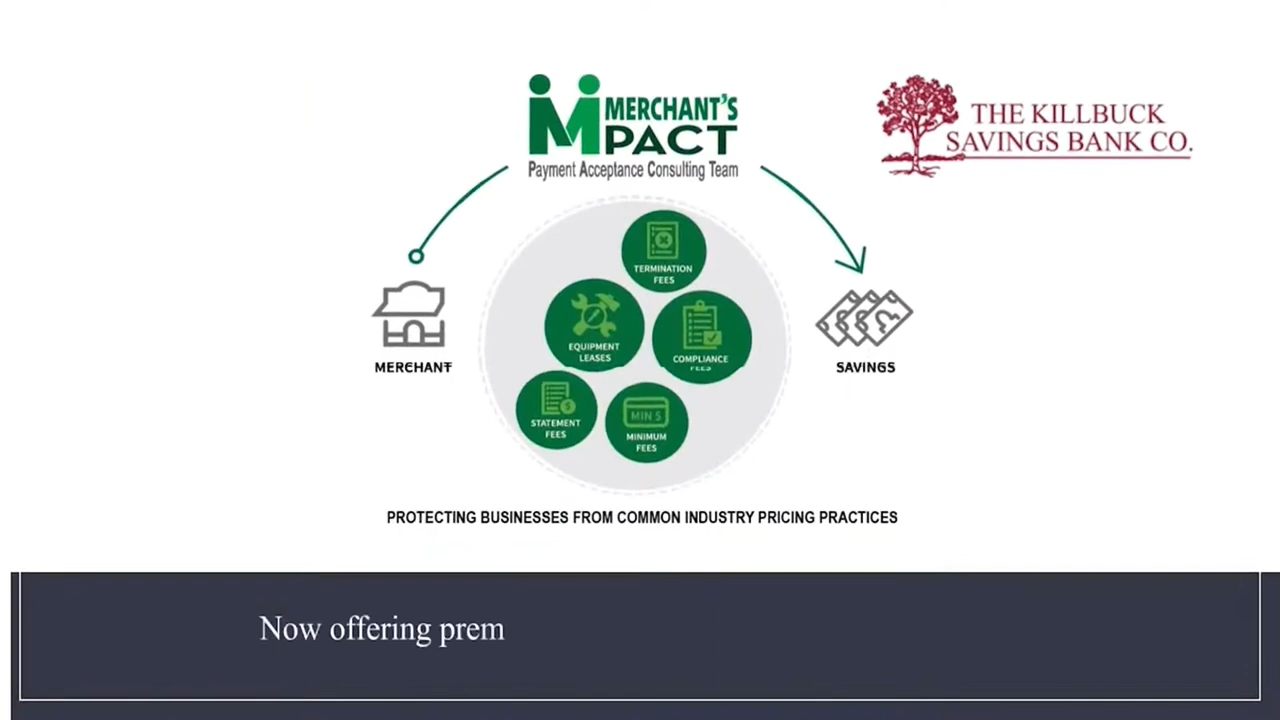 MERCHANT'S
PACT
Payment Acceptance Consulting Team
THE KILLBUCK
SAVINGS BANK CO.
TERMINATION
FEES
EQUIPMENT
LEASES
COMPLIANCE
FEES
STATEMENT
FEES
MIN $
MINIMUM
FEES
MERCHANT
SAVINGS
PROTECTING BUSINESSES FROM COMMON INDUSTRY PRICING PRACTICES
Now offering prem